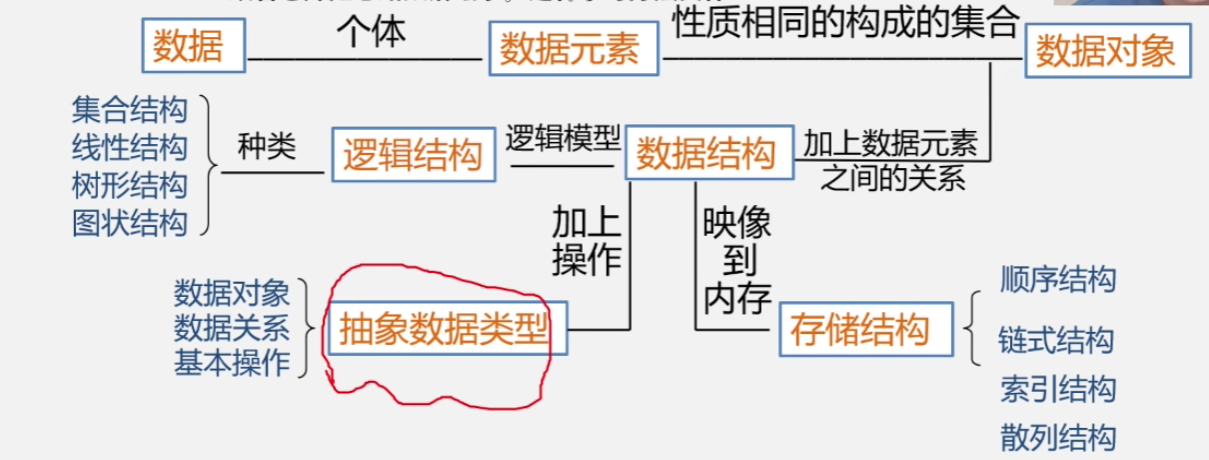 数据
个体
数据元素
性质相同的构成的集合
数据对象
集合结构
线性结构
树形结构
图状结构
种类
逻辑结构
逻辑模型
数据结构
加上数据元素
之间的关系
加上
操作
映像
到
内存
数据对象
数据关系
基本操作
抽象数据类型
存储结构
顺序结构
链式结构
索引结构
散列结构